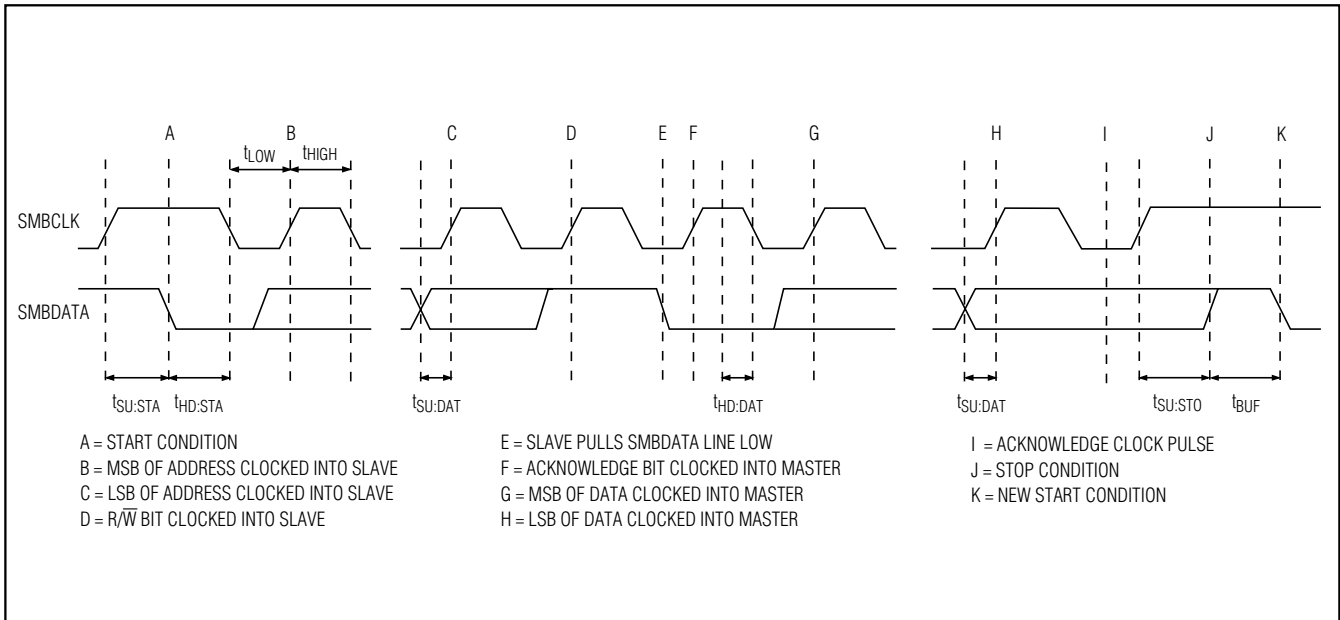 A B C D E F G H I J K
tLOW tHIGH
SMBCLK
SMBDATA
tSU:STA tHD:STA tSU:DAT tHD:DAT tSU:DAT tSU:STO tBUF
A = START CONDITION
B = MSB OF ADDRESS CLOCKED INTO SLAVE
C = LSB OF ADDRESS CLOCKED INTO SLAVE
D = R/W̅ BIT CLOCKED INTO SLAVE
E = SLAVE PULLS SMBDATA LINE LOW
F = ACKNOWLEDGE BIT CLOCKED INTO MASTER
G = MSB OF DATA CLOCKED INTO MASTER
H = LSB OF DATA CLOCKED INTO MASTER
I = ACKNOWLEDGE CLOCK PULSE
J = STOP CONDITION
K = NEW START CONDITION